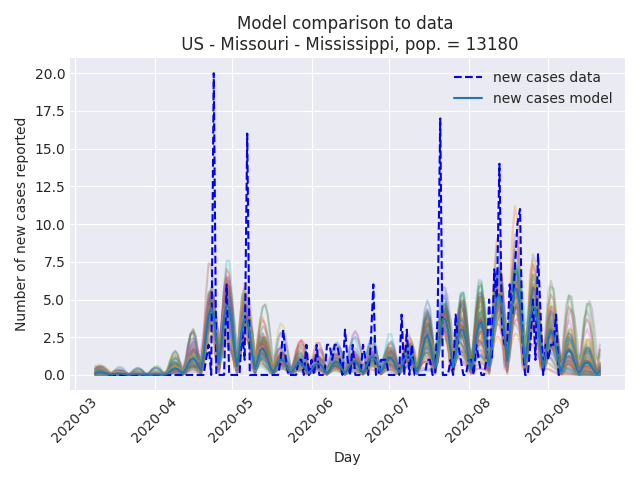 Model comparison to data
US - Missouri - Mississippi, pop. = 13180
new cases data
new cases model
Number of new cases reported
20.0
17.5
15.0
12.5
10.0
7.5
5.0
2.5
0.0
2020-03
2020-04
2020-05
2020-06
2020-07
2020-08
2020-09
Day